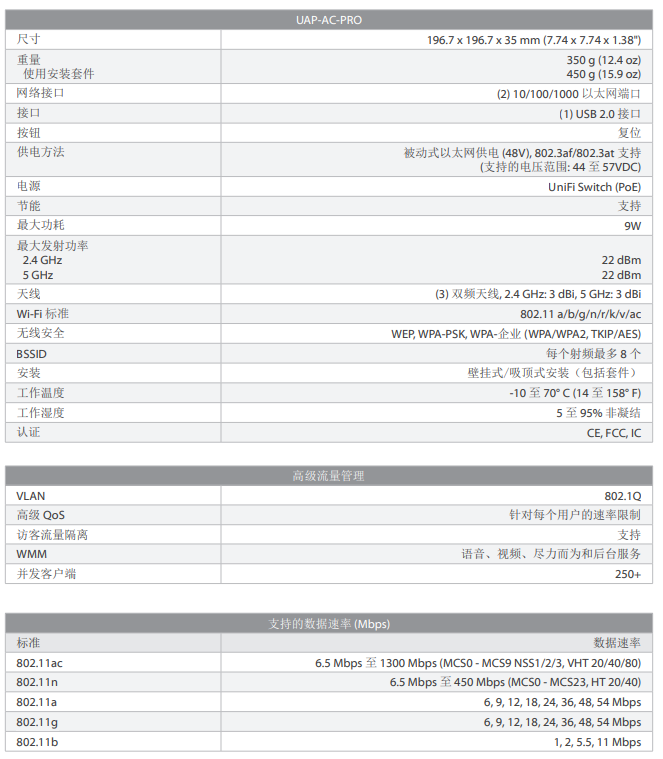 UAP-AC-PRO
尺寸 196.7 x 196.7 x 35 mm (7.74 x 7.74 x 1.38")
重量 350 g (12.4 oz)
使用安装套件 450 g (15.9 oz)
网络接口 (2) 10/100/1000 以太网端口
接口 (1) USB 2.0 接口
按钮 复位
供电方法 被动式以太网供电 (48V), 802.3af/802.3at 支持
(支持的电压范围: 44 至 57VDC)
电源 UniFi Switch (PoE)
节能 支持
最大功耗 9W
最大发射功率
2.4 GHz 22 dBm
5 GHz 22 dBm
天线 (3) 双频天线, 2.4 GHz: 3 dBi, 5 GHz: 3 dBi
Wi-Fi 标准 802.11 a/b/g/n/r/k/v/ac
无线安全 WEP, WPA-PSK, WPA-企业 (WPA/WPA2, TKIP/AES)
BSSID 每个射频最多 8 个
安装 壁挂式/吸顶式安装（包括套件）
工作温度 -10 至 70° C (14 至 158° F)
工作湿度 5 至 95% 非凝结
认证 CE, FCC, IC
高级流量管理
VLAN 802.1Q
高级 QoS 针对每个用户的速率限制
访客流量隔离 支持
WMM 语音、视频、尽力而为和后台服务
并发客户端 250+
支持的数据速率 (Mbps)
标准 数据速率
802.11ac 6.5 Mbps 至 1300 Mbps (MCS0 - MCS9 NSS1/2/3, VHT 20/40/80)
802.11n 6.5 Mbps 至 450 Mbps (MCS0 - MCS23, HT 20/40)
802.11a 6, 9, 12, 18, 24, 36, 48, 54 Mbps
802.11g 6, 9, 12, 18, 24, 36, 48, 54 Mbps
802.11b 1, 2, 5.5, 11 Mbps